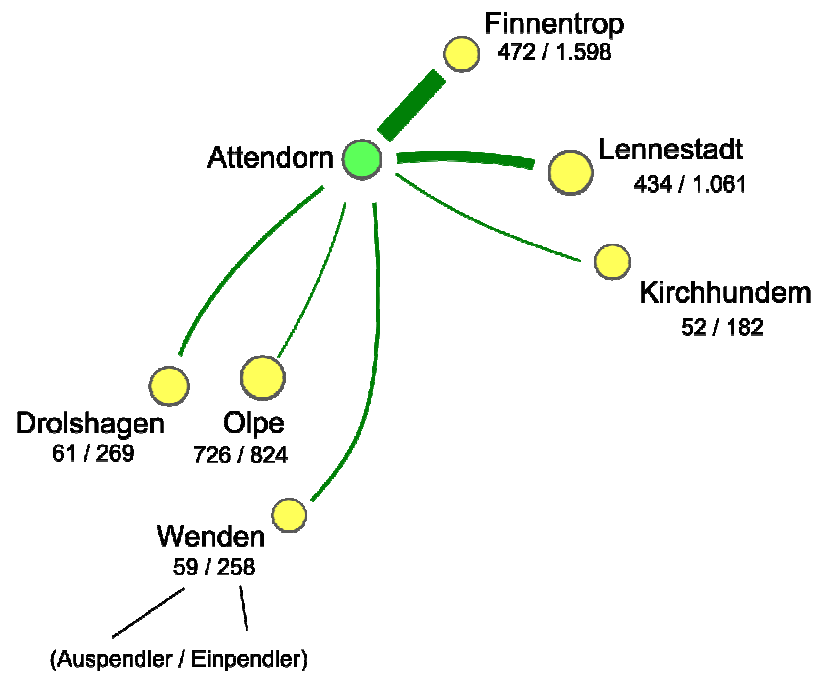 Finnentrop
472 / 1.598
Attendorn
Lennestadt
434 / 1.061
Kirchhundem
52 / 182
Drolshagen
61 / 269
Olpe
726 / 824
Wenden
59 / 258
(Auspendler / Einpendler)